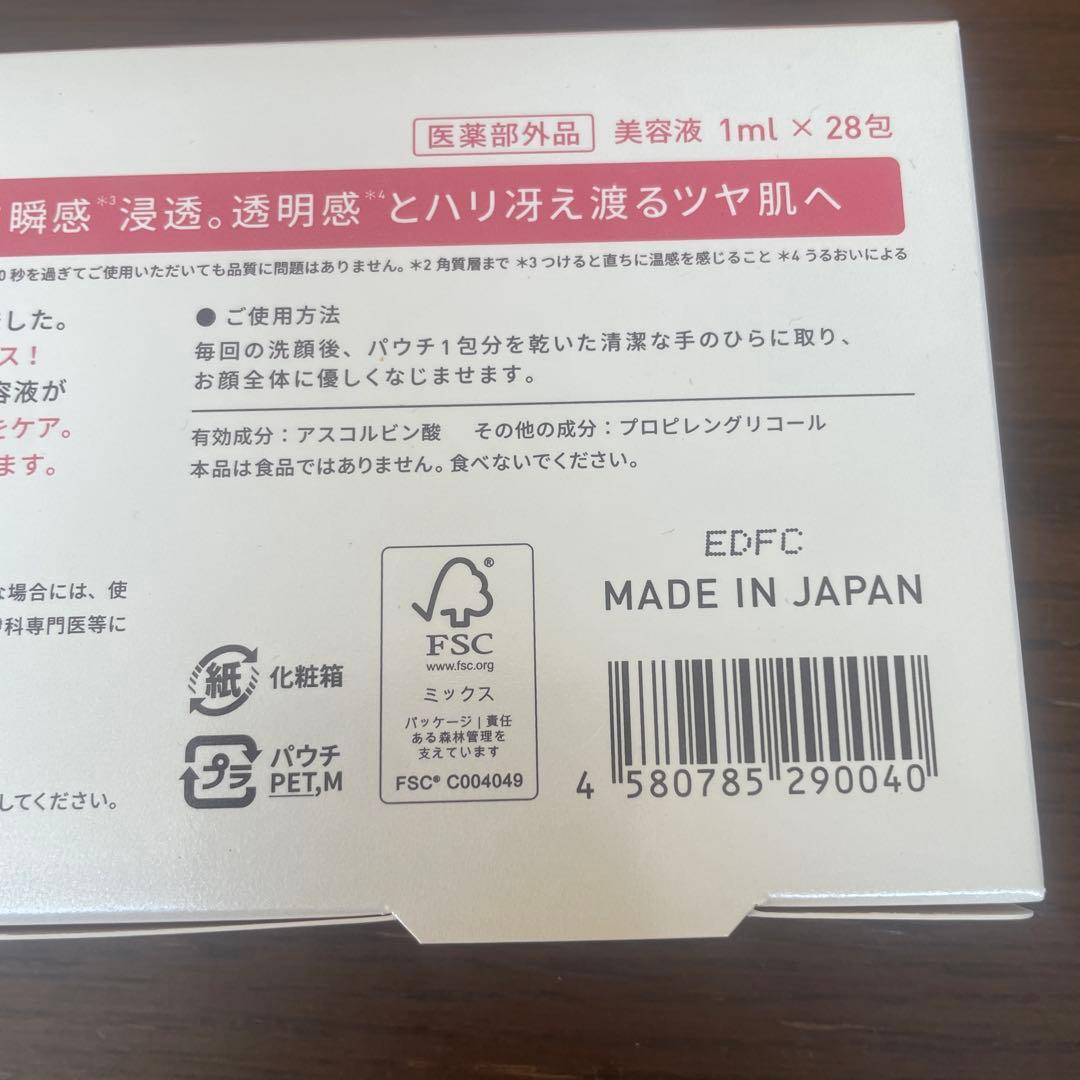 医薬部外品 美容液 1ml × 28包
瞬感*3浸透。透明感*4とハリ冴え渡るツヤ肌へ
0秒を過ぎてご使用いただいても品質に問題はありません。*2 角質層まで *3 つけると直ちに温感を感じること *4 うるおいによる
した。
ス!
容液が
をケア。
ます。
● ご使用方法
毎回の洗顔後、パウチ1包分を乾いた清潔な手のひらに取り、
お顔全体に優しくなじませます。
有効成分:アスコルビン酸 その他の成分:プロピレングリコール
本品は食品ではありません。食べないでください。
な場合には、使
科専門医等に
してください。
紙 化粧箱
プラ パウチ
PET,M
FSC®
www.fsc.org
ミックス
パッケージ | 責任
ある森林管理を
支えています
FSC® C004049
EDFC
MADE IN JAPAN
4 580785 290040